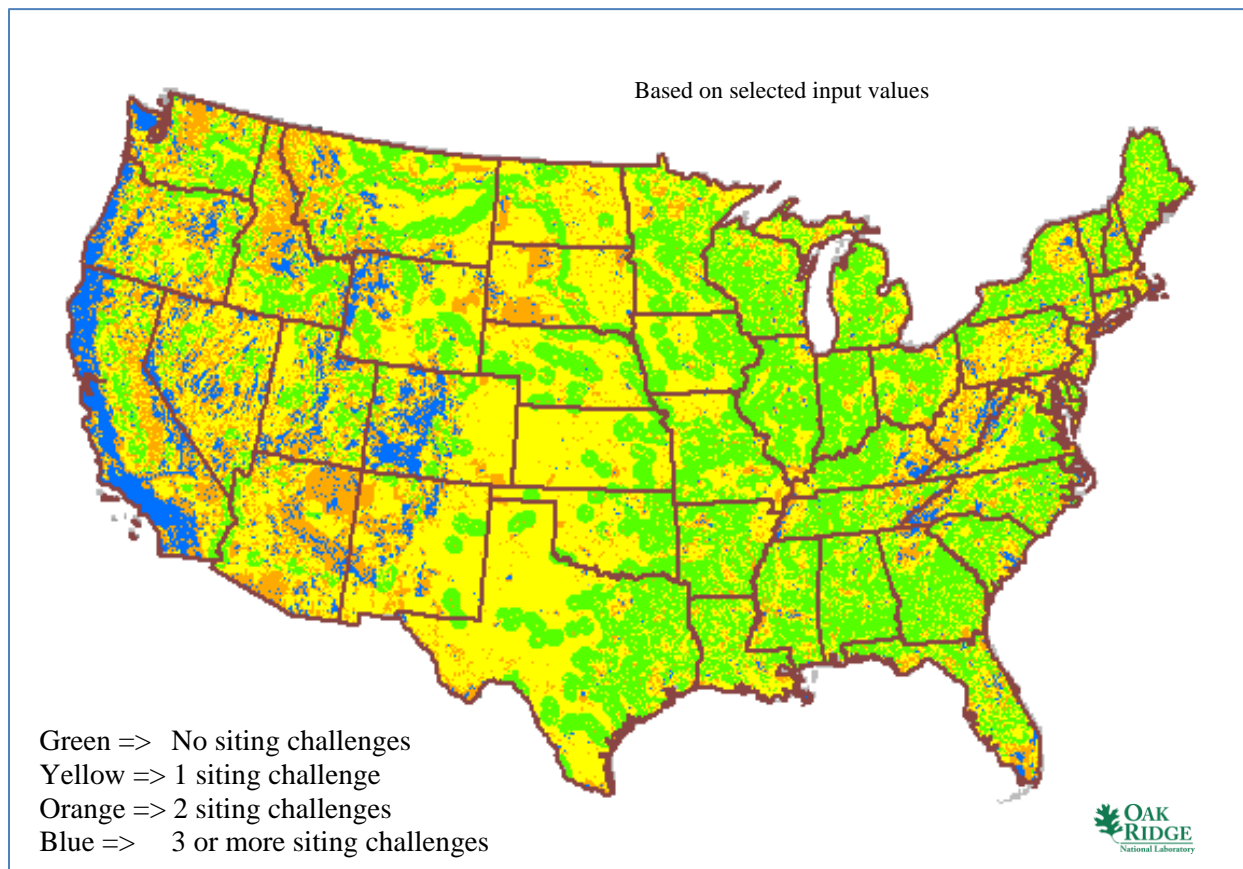 Based on selected input values
Green => No siting challenges
Yellow => 1 siting challenge
Orange => 2 siting challenges
Blue => 3 or more siting challenges
OAK
RIDGE
National Laboratory